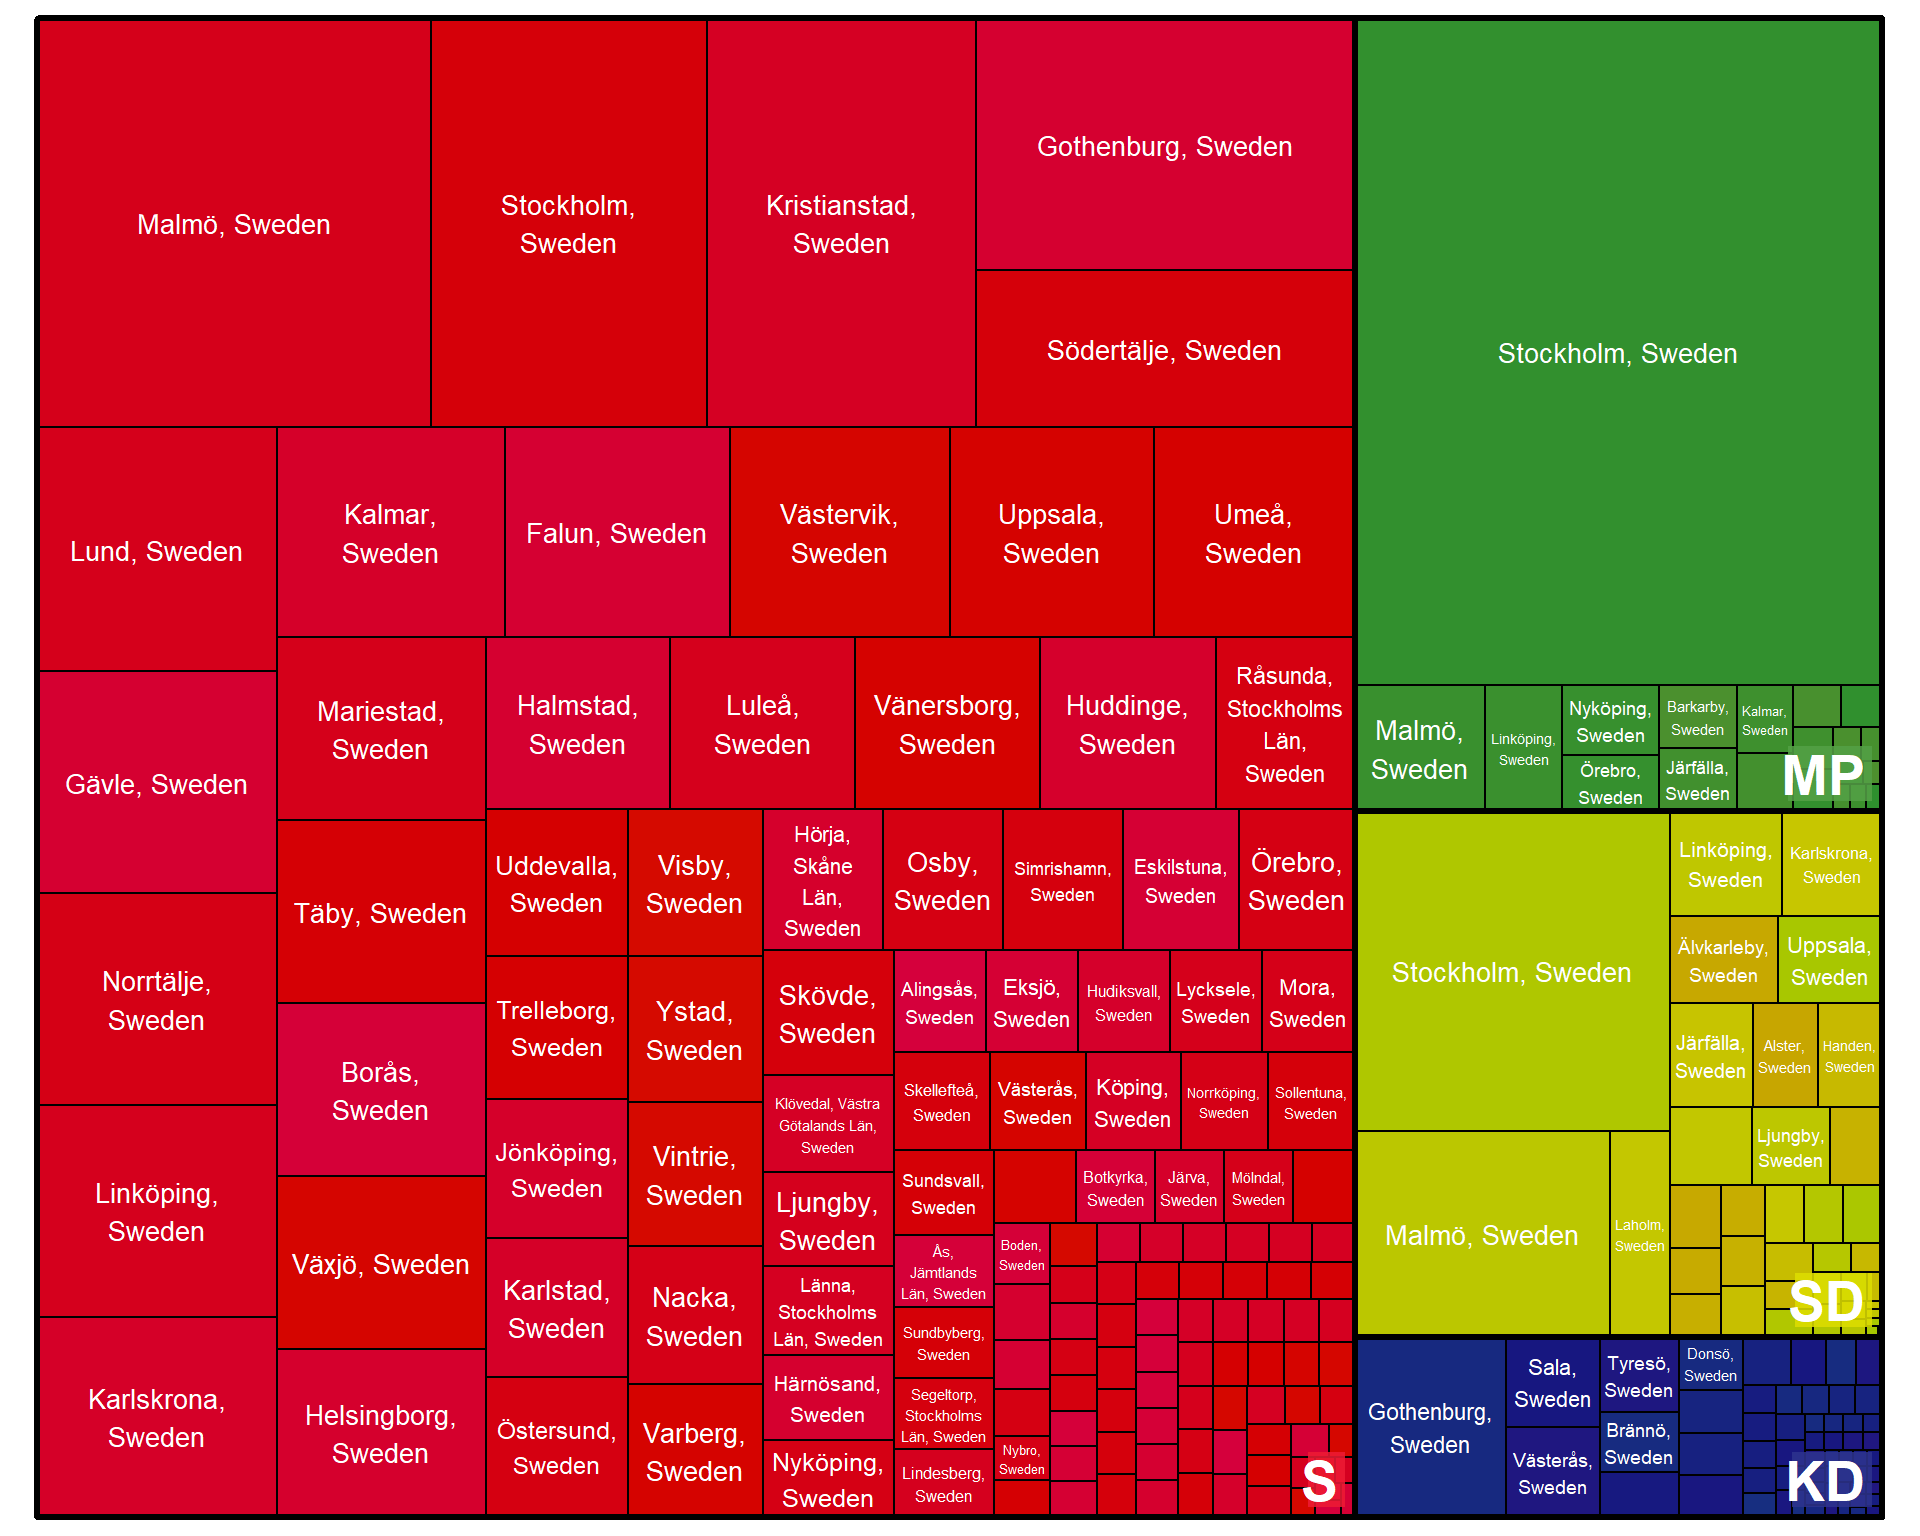 Malmö, Sweden
Stockholm,
Sweden
Kristianstad,
Sweden
Gothenburg, Sweden
Södertälje, Sweden
Lund, Sweden
Kalmar,
Sweden
Falun, Sweden
Västervik,
Sweden
Uppsala,
Sweden
Umeå,
Sweden
Gävle, Sweden
Mariestad,
Sweden
Halmstad,
Sweden
Luleå,
Sweden
Vänersborg,
Sweden
Huddinge,
Sweden
Råsunda,
Stockholms
Län,
Sweden
Norrtälje,
Sweden
Täby, Sweden
Uddevalla,
Sweden
Visby,
Sweden
Hörja,
Skåne
Län,
Sweden
Osby,
Sweden
Simrishamn,
Sweden
Eskilstuna,
Sweden
Örebro,
Sweden
Linköping,
Sweden
Borås,
Sweden
Trelleborg,
Sweden
Ystad,
Sweden
Skövde,
Sweden
Alingsås,
Sweden
Eksjö,
Sweden
Hudiksvall,
Sweden
Lycksele,
Sweden
Mora,
Sweden
Växjö, Sweden
Jönköping,
Sweden
Vintrie,
Sweden
Klövedal, Västra
Götalands Län,
Sweden
Skellefteå,
Sweden
Västerås,
Sweden
Köping,
Sweden
Norrköping,
Sweden
Sollentuna,
Sweden
Ljungby,
Sweden
Sundsvall,
Sweden
Botkyrka,
Sweden
Järva,
Sweden
Mölndal,
Sweden
Karlskrona,
Sweden
Helsingborg,
Sweden
Karlstad,
Sweden
Nacka,
Sweden
Länna,
Stockholms
Län, Sweden
Ås,
Jämtlands
Län, Sweden
Boden,
Sweden
Östersund,
Sweden
Varberg,
Sweden
Härnösand,
Sweden
Sundbyberg,
Sweden
Segeltorp,
Stockholms
Län, Sweden
Nyköping,
Sweden
Lindesberg,
Sweden
Nybro,
Sweden
S
Stockholm, Sweden
Malmö,
Sweden
Linköping,
Sweden
Nyköping,
Sweden
Örebro,
Sweden
Barkarby,
Sweden
Järfälla,
Sweden
Kalmar,
Sweden
MP
Stockholm, Sweden
Malmö, Sweden
Laholm,
Sweden
Linköping,
Sweden
Karlskrona,
Sweden
Älvkarleby,
Sweden
Uppsala,
Sweden
Järfälla,
Sweden
Alster,
Sweden
Handen,
Sweden
Ljungby,
Sweden
SD
Gothenburg,
Sweden
Sala,
Sweden
Västerås,
Sweden
Tyresö,
Sweden
Brännö,
Sweden
Donsö,
Sweden
KD